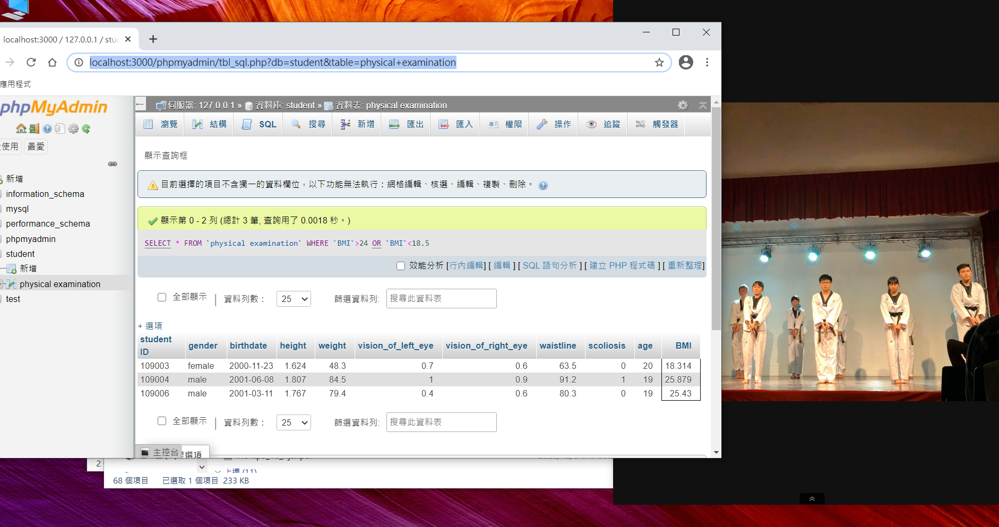 localhost:3000 / 127.0.0.1 / stu
localhost:3000/phpmyadmin/tbl_sql.php?db=student&table=physical+examination
應用程式
phpMyAdmin
使用 最愛
新增
information_schema
mysql
performance_schema
phpmyadmin
student
新增
physical examination
test
伺服器: 127.0.0.1 » 資料庫: student » 資料表: physical examination
瀏覽 結構 SQL 搜尋 新增 匯出 匯入 權限 操作 追蹤 觸發器
顯示查詢框
目前選擇的項目不含獨一的資料欄位，以下功能無法執行：網格編輯、核選、編輯、複製、刪除。
顯示第 0 - 2 列 (總計 3 筆, 查詢用了 0.0018 秒。)
SELECT * FROM `physical examination` WHERE `BMI`>24 OR `BMI`<18.5
效能分析 [行內編輯] [ 編輯 ] [ SQL 語句分析 ] [ 建立 PHP 程式碼 ] [ 重新整理]
全部顯示 | 資料列數： 25 篩選資料列: 搜尋此資料表
+ 選項
student ID gender birthdate height weight vision_of_left_eye vision_of_right_eye waistline scoliosis age BMI
109003 female 2000-11-23 1.624 48.3 0.7 0.6 63.5 0 20 18.314
109004 male 2001-06-08 1.807 84.5 1 0.9 91.2 1 19 25.879
109006 male 2001-03-11 1.767 79.4 0.4 0.6 80.3 0 19 25.43
全部顯示 | 資料列數： 25 篩選資料列: 搜尋此資料表
主控台
選項
2
上週 (11)
68 個項目 已選取 1 個項目 233 KB